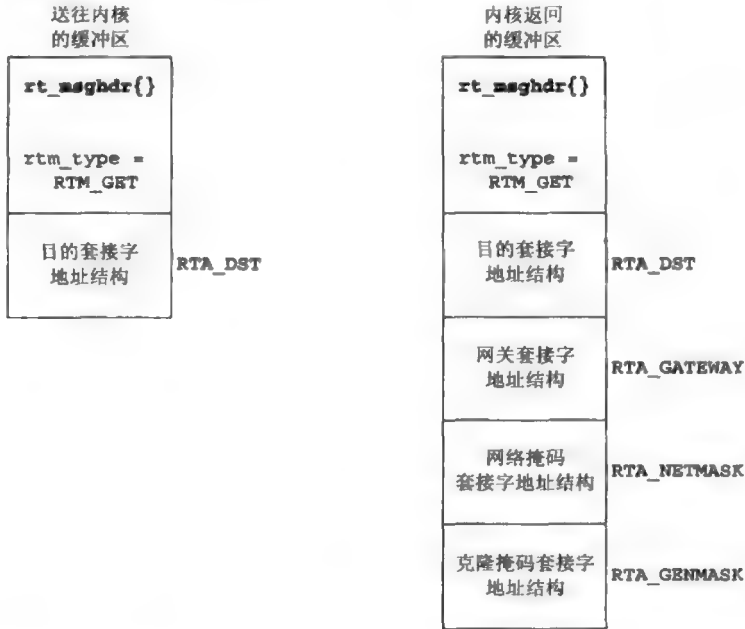 送往内核
的缓冲区
rt_msghdr{}
rtm_type =
RTM_GET
目的套接字
地址结构
RTA_DST
内核返回
的缓冲区
rt_msghdr{}
rtm_type =
RTM_GET
目的套接字
地址结构
RTA_DST
网关套接字
地址结构
RTA_GATEWAY
网络掩码
套接字地址结构
RTA_NETMASK
克隆掩码套接字
地址结构
RTA_GENMASK